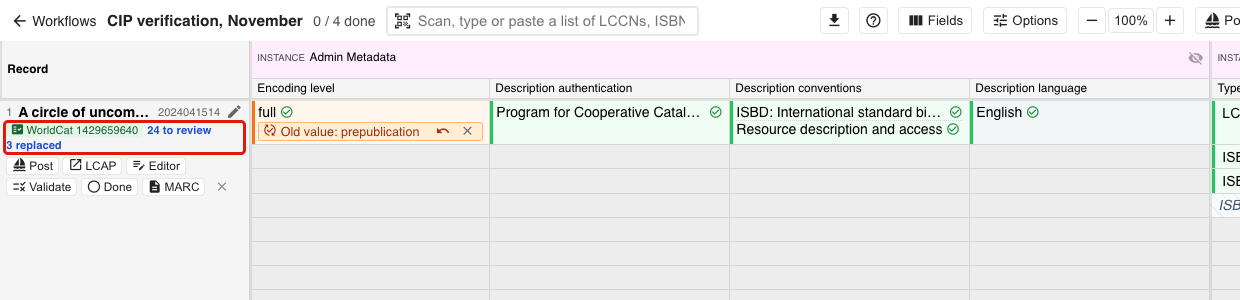 Workflows CIP verification, November 0 / 4 done Scan, type or paste a list of LCCNs, ISBN Fields Options 100% Po
INSTANCE Admin Metadata INSTA
Record
Encoding level Description authentication Description conventions Description language Type
1 A circle of uncom... 2024041514 full Program for Cooperative Catal... ISBD: International standard bi... English LC
WorldCat 1429659640 24 to review Old value: prepublication Resource description and access
3 replaced
Post LCAP Editor ISB
Validate Done MARC ISB
ISB